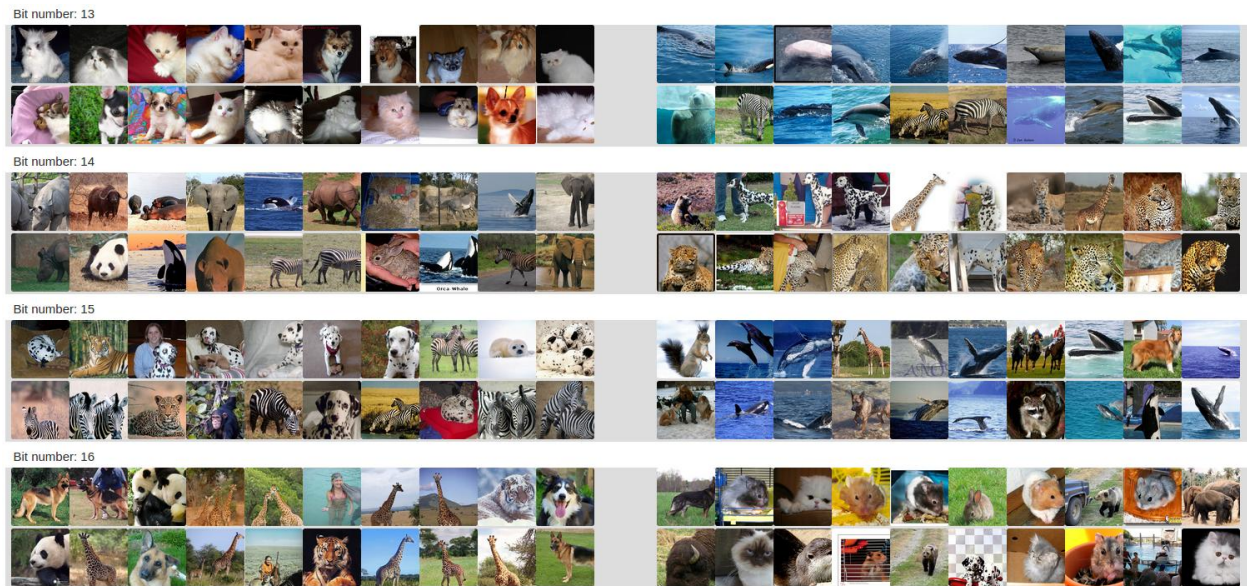 Bit number: 13
Bit number: 14
Orca Whale
Bit number: 15
Bit number: 16